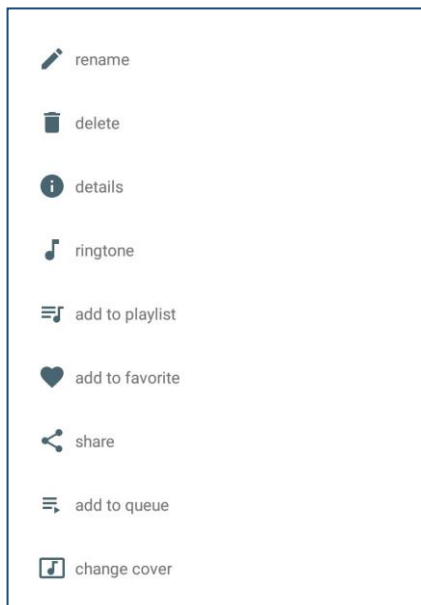 rename
delete
details
ringtone
add to playlist
add to favorite
share
add to queue
change cover